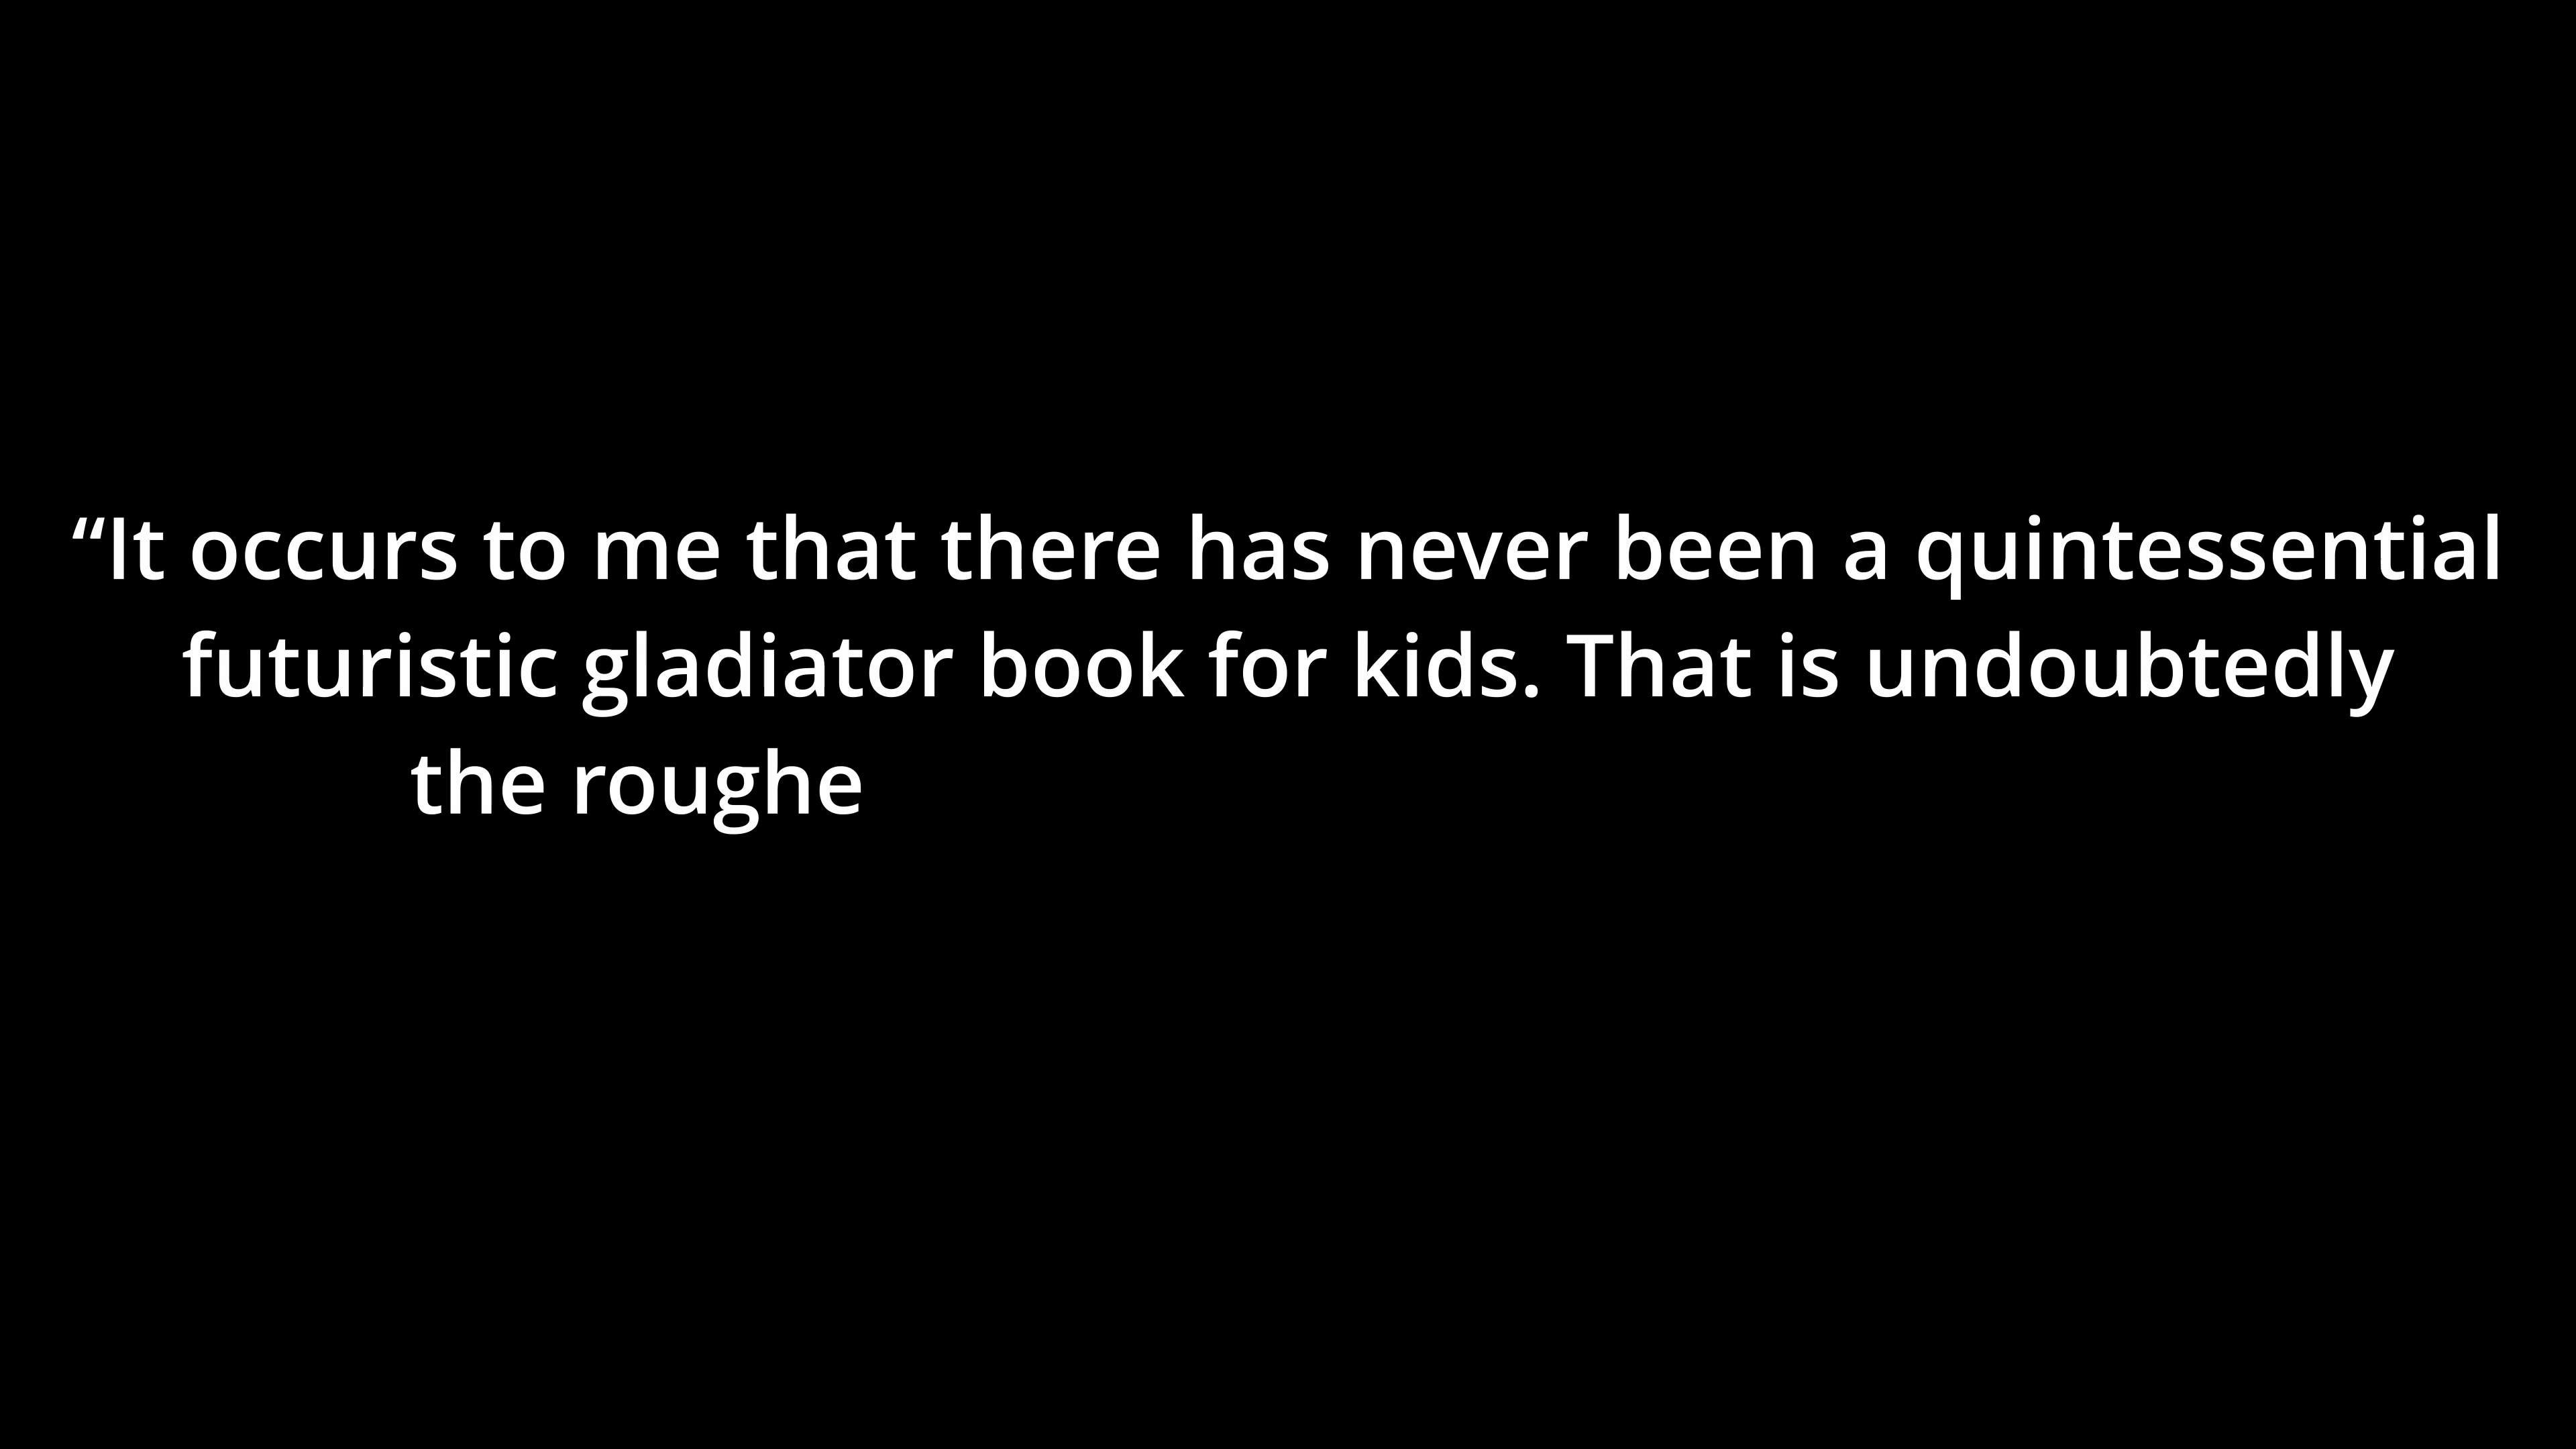 “It occurs to me that there has never been a quintessential
futuristic gladiator book for kids. That is undoubtedly
the roughe